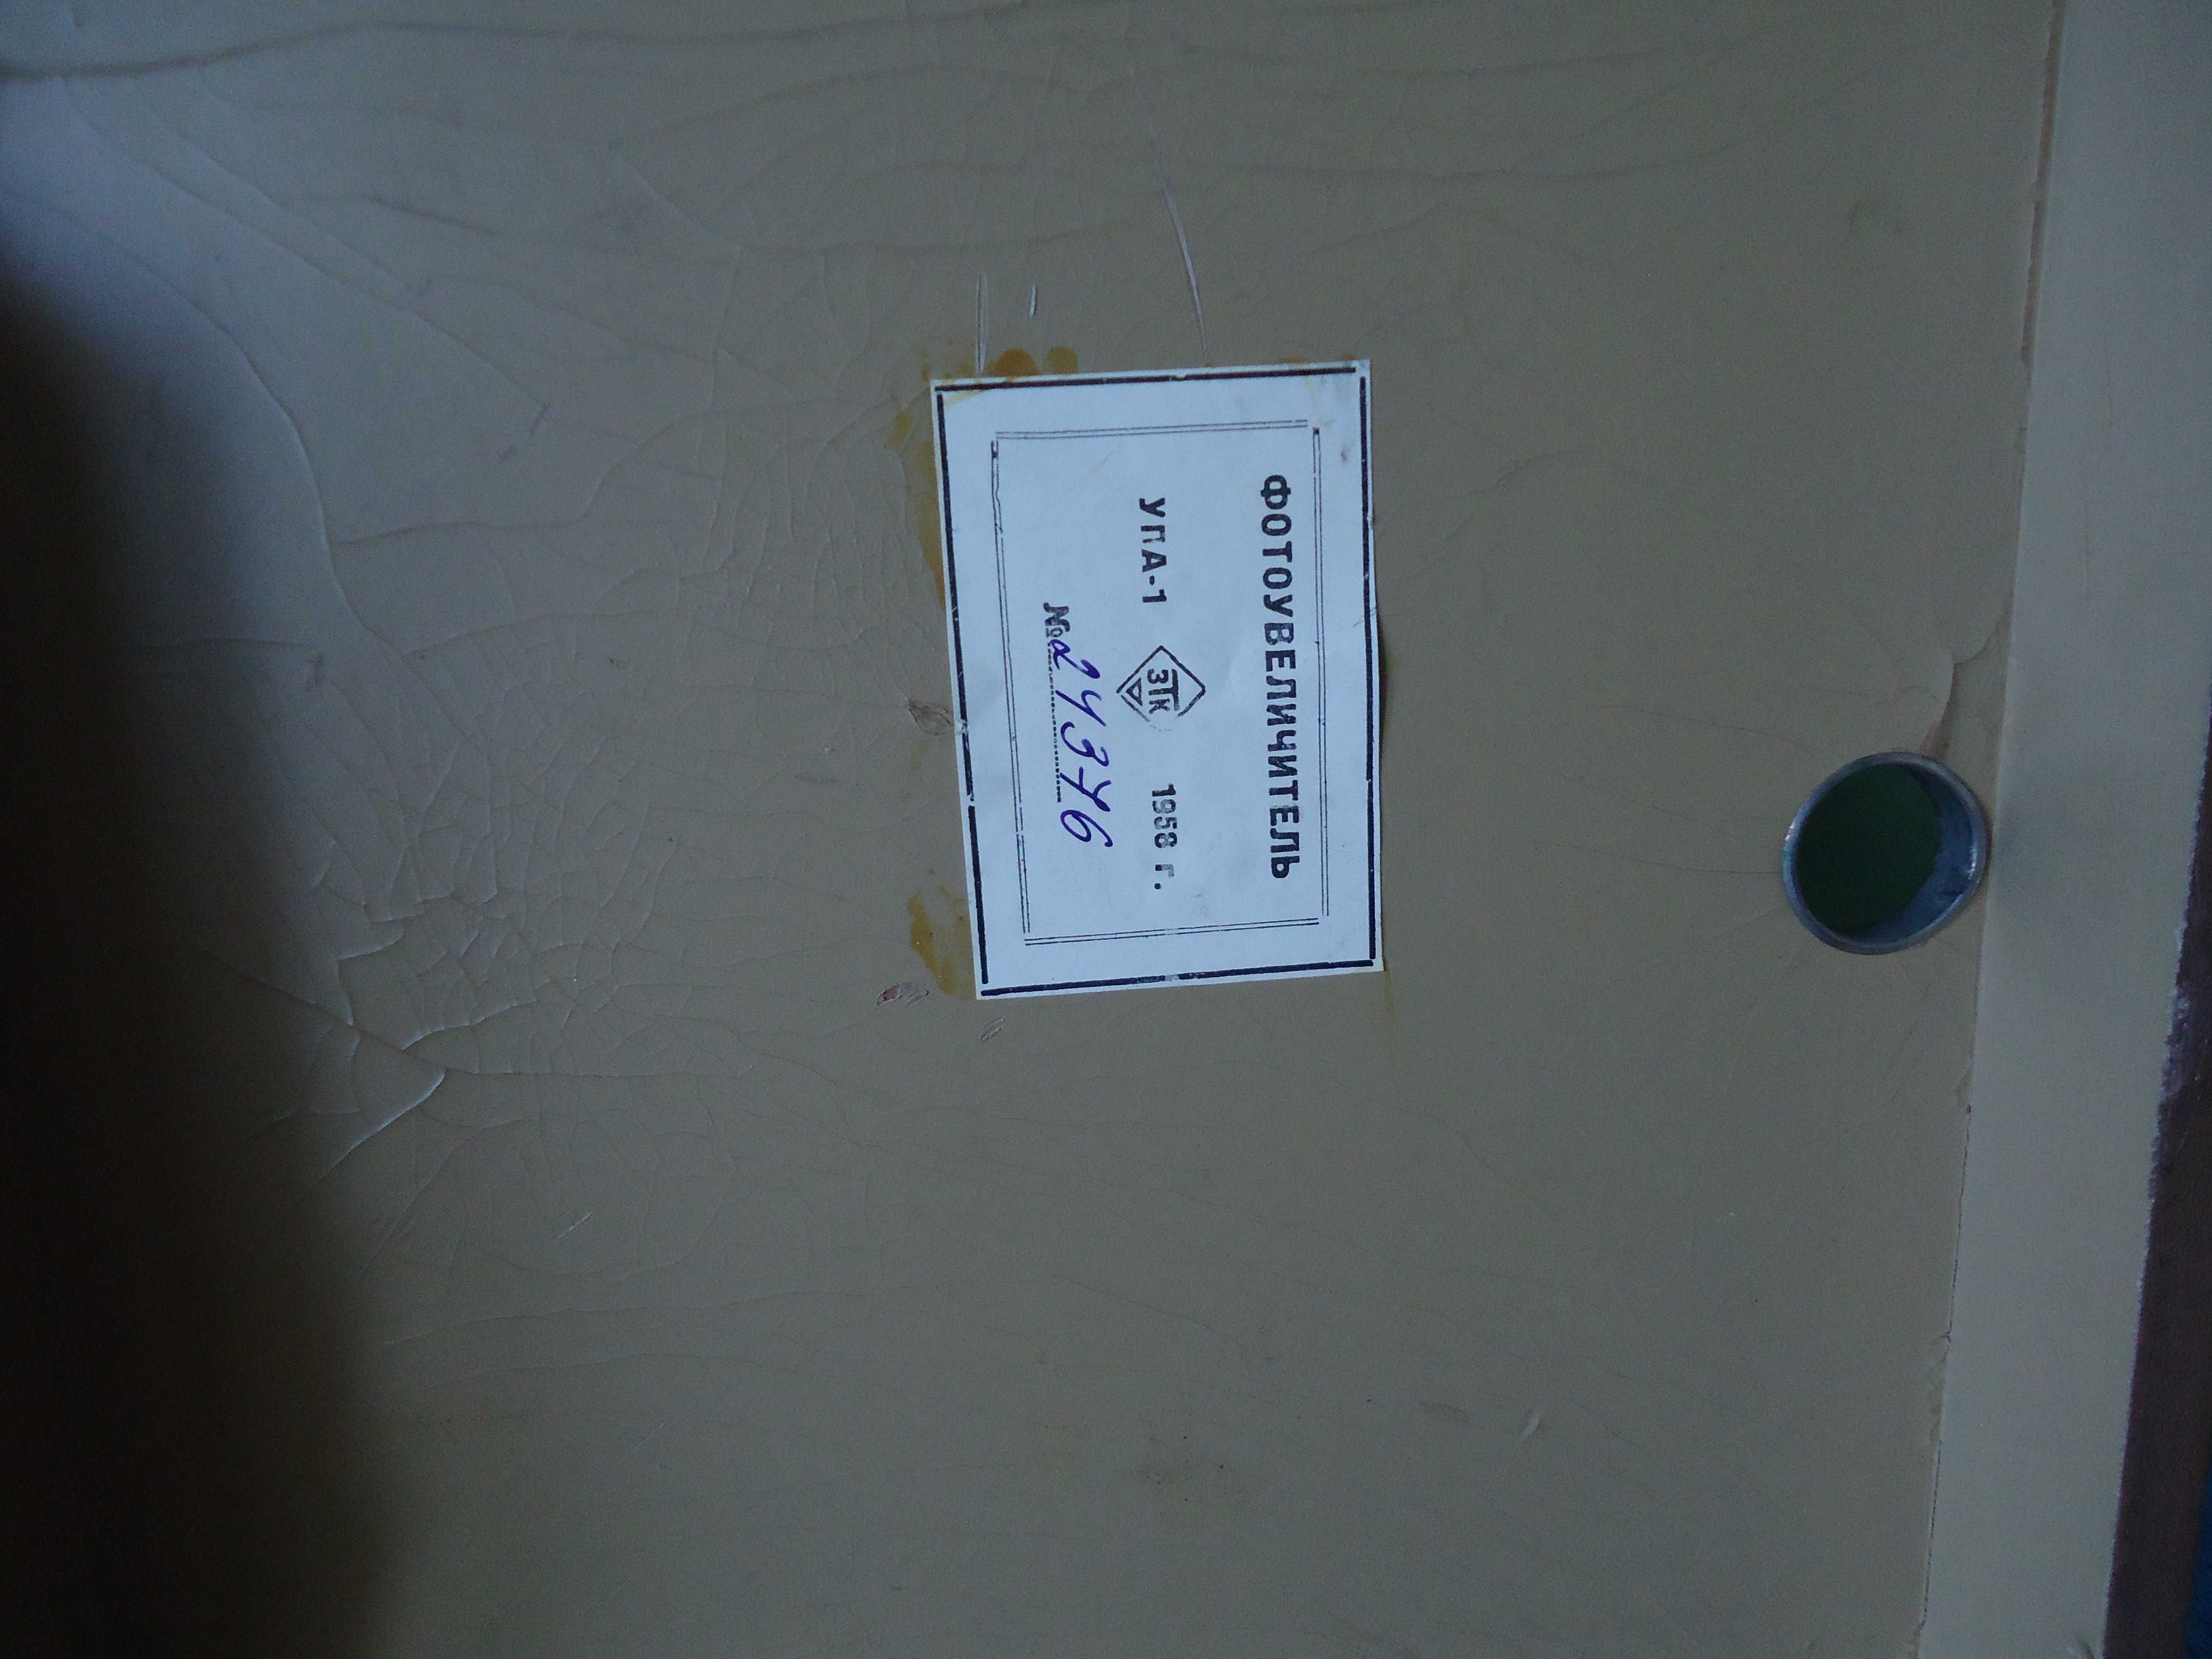 ФОТОУВЕЛИЧИТЕЛЬ
УПА-1 ЗТК 1958 г.
№ 24376